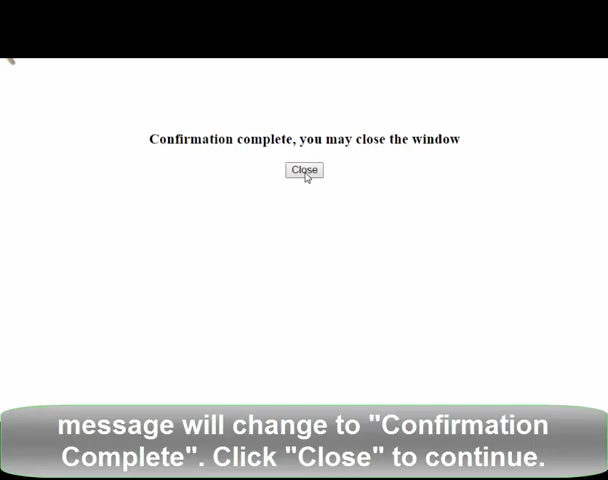 Confirmation complete, you may close the window
Close
message will change to "Confirmation
Complete". Click "Close" to continue.